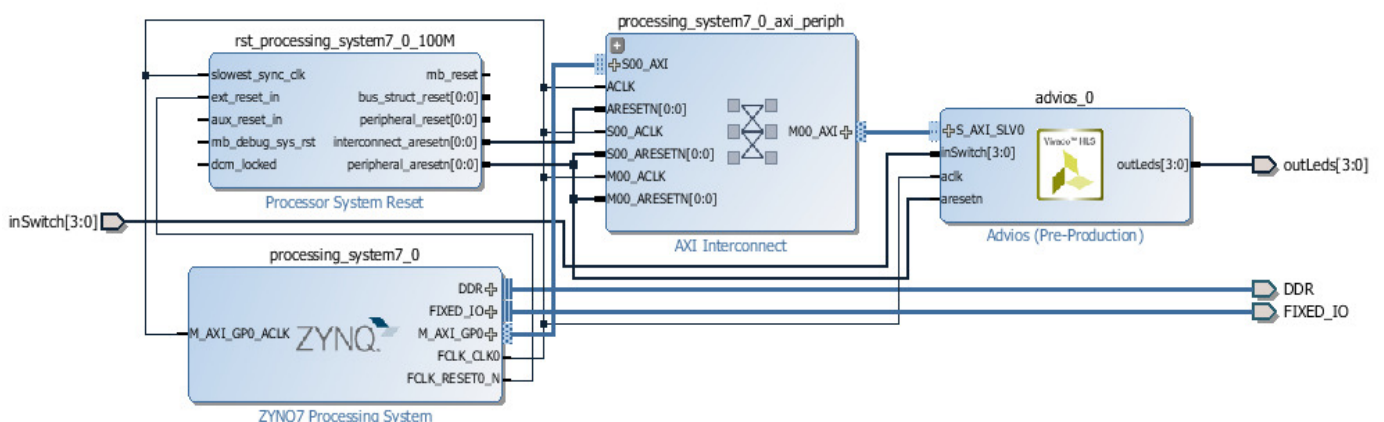 processing_system7_0_axi_periph
rst_processing_system7_0_100M
slowest_sync_clk
ext_reset_in
aux_reset_in
mb_debug_sys_rst
dcm_locked
mb_reset
bus_struct_reset[0:0]
peripheral_reset[0:0]
interconnect_aresetn[0:0]
peripheral_aresetn[0:0]
Processor System Reset
S00_AXI
ACLK
ARESETN[0:0]
S00_ACLK
S00_ARESETN[0:0]
M00_ACLK
M00_ARESETN[0:0]
M00_AXI
AXI Interconnect
advios_0
S_AXI_SLV0
inSwitch[3:0]
aclk
aresetn
Vivado™ HLS
outLeds[3:0]
Advios (Pre-Production)
outLeds[3:0]
inSwitch[3:0]
processing_system7_0
M_AXI_GP0_ACLK
ZYNQ
DDR
FIXED_IO
M_AXI_GP0
FCLK_CLK0
FCLK_RESET0_N
ZYNQ7 Processing System
DDR
FIXED_IO